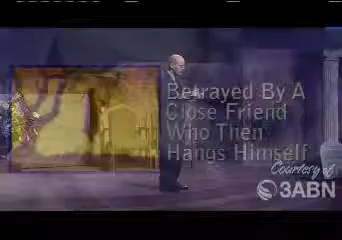 Betrayed By A
Close Friend
Who Then
Hangs Himself
Courtesy of
3ABN